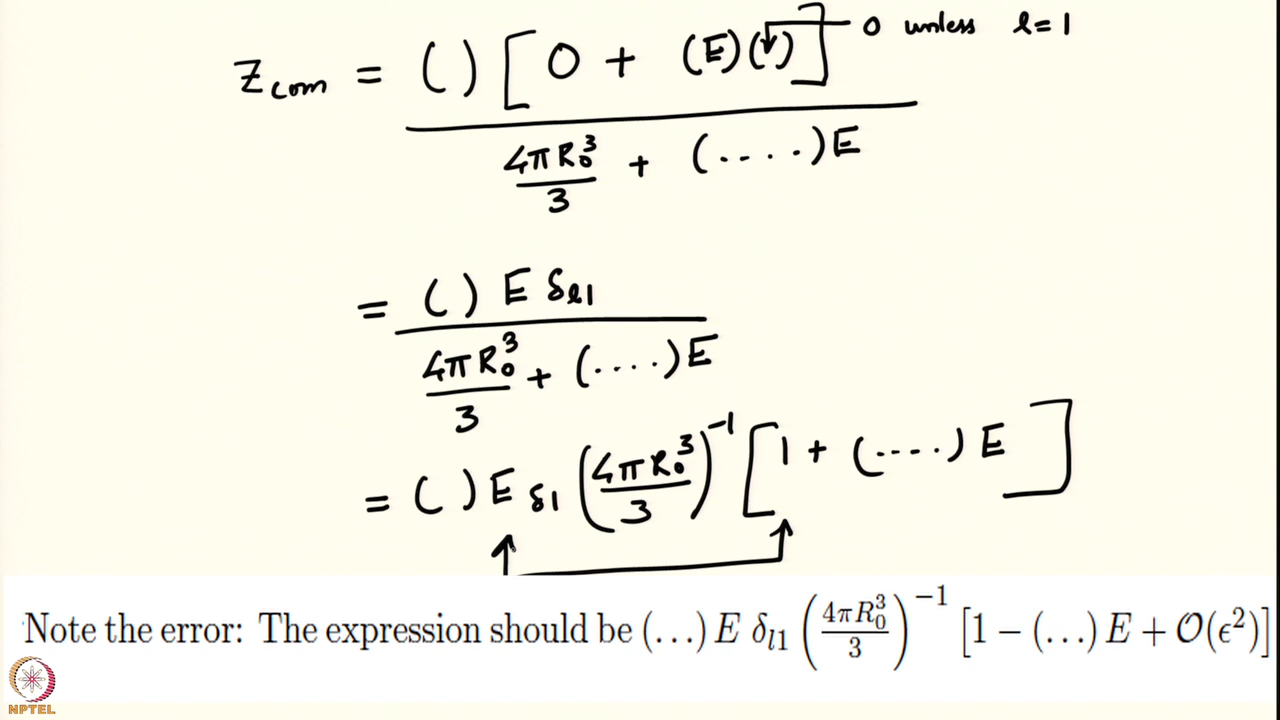 Z_com = ( ) [ 0 + (E)( ) ] 0 unless l=1
4πR₀³/3 + (....)E
= ( ) E δ_l1
4πR₀³/3 + (....)E
= ( ) E δ1 (4πR₀³/3)⁻¹ [1 + (....) E ]
Note the error: The expression should be (…) E δ_l1 (4πR₀³/3)⁻¹ [1 − (…) E + O(ϵ²)]
NPTEL